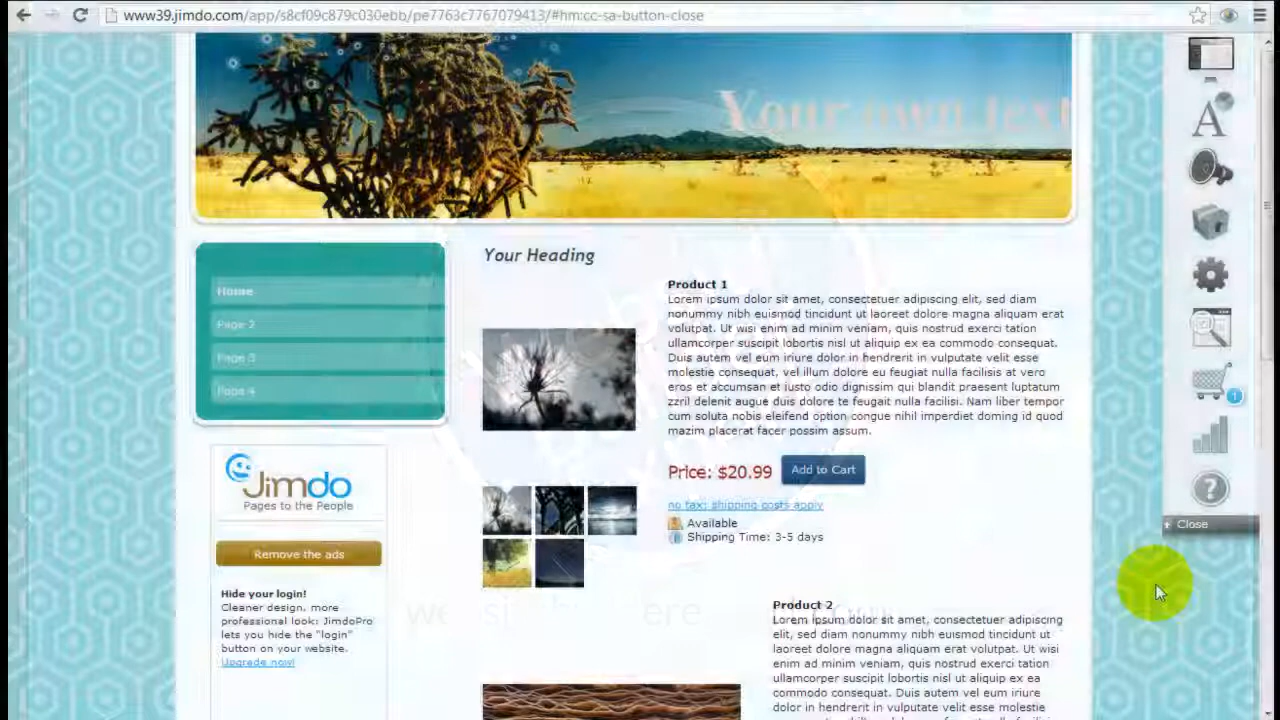 www39.jimdo.com/app/s8cf09c879c030ebb/pe7763c7767079413/#hm:cc-sa-button-close
Your own text
A
Your Heading
Home
Page 2
Page 3
Page 4
Product 1
Lorem ipsum dolor sit amet, consectetuer adipiscing elit, sed diam
nonummy nibh euismod tincidunt ut laoreet dolore magna aliquam erat
volutpat. Ut wisi enim ad minim veniam, quis nostrud exerci tation
ullamcorper suscipit lobortis nisl ut aliquip ex ea commodo consequat.
Duis autem vel eum iriure dolor in hendrerit in vulputate velit esse
molestie consequat, vel illum dolore eu feugiat nulla facilisis at vero
eros et accumsan et iusto odio dignissim qui blandit praesent luptatum
zzril delenit augue duis dolore te feugait nulla facilisi. Nam liber tempor
cum soluta nobis eleifend option congue nihil imperdiet doming id quod
mazim placerat facer possim assum.
Price: $20.99
Add to Cart
no tax; shipping costs apply
Available
Shipping Time: 3-5 days
1
?
Close
Jimdo
Pages to the People
Remove the ads
Hide your login!
Cleaner design, more
professional look: JimdoPro
lets you hide the "login"
button on your website.
Upgrade now!
Product 2
Lorem ipsum dolor sit amet, consectetuer adipiscing
elit, sed diam nonummy nibh euismod tincidunt ut
laoreet dolore magna aliquam erat volutpat. Ut wisi
enim ad minim veniam, quis nostrud exerci tation
ullamcorper suscipit lobortis nisl ut aliquip ex ea
commodo consequat. Duis autem vel eum iriure
dolor in hendrerit in vulputate velit esse molestie